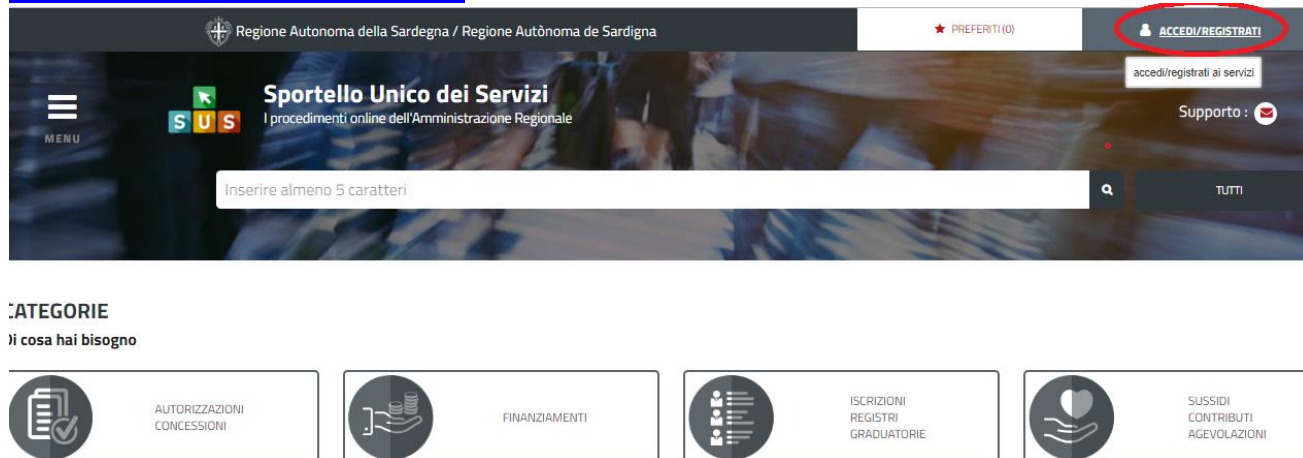 Regione Autonoma della Sardegna / Regione Autònoma de Sardigna
PREFERITI (0)
ACCEDI/REGISTRATI
accedi/registrati ai servizi
MENU
SUS
Sportello Unico dei Servizi
I procedimenti online dell'Amministrazione Regionale
Supporto :
Inserire almeno 5 caratteri
TUTTI
CATEGORIE
Di cosa hai bisogno
AUTORIZZAZIONI
CONCESSIONI
FINANZIAMENTI
ISCRIZIONI
REGISTRI
GRADUATORIE
SUSSIDI
CONTRIBUTI
AGEVOLAZIONI